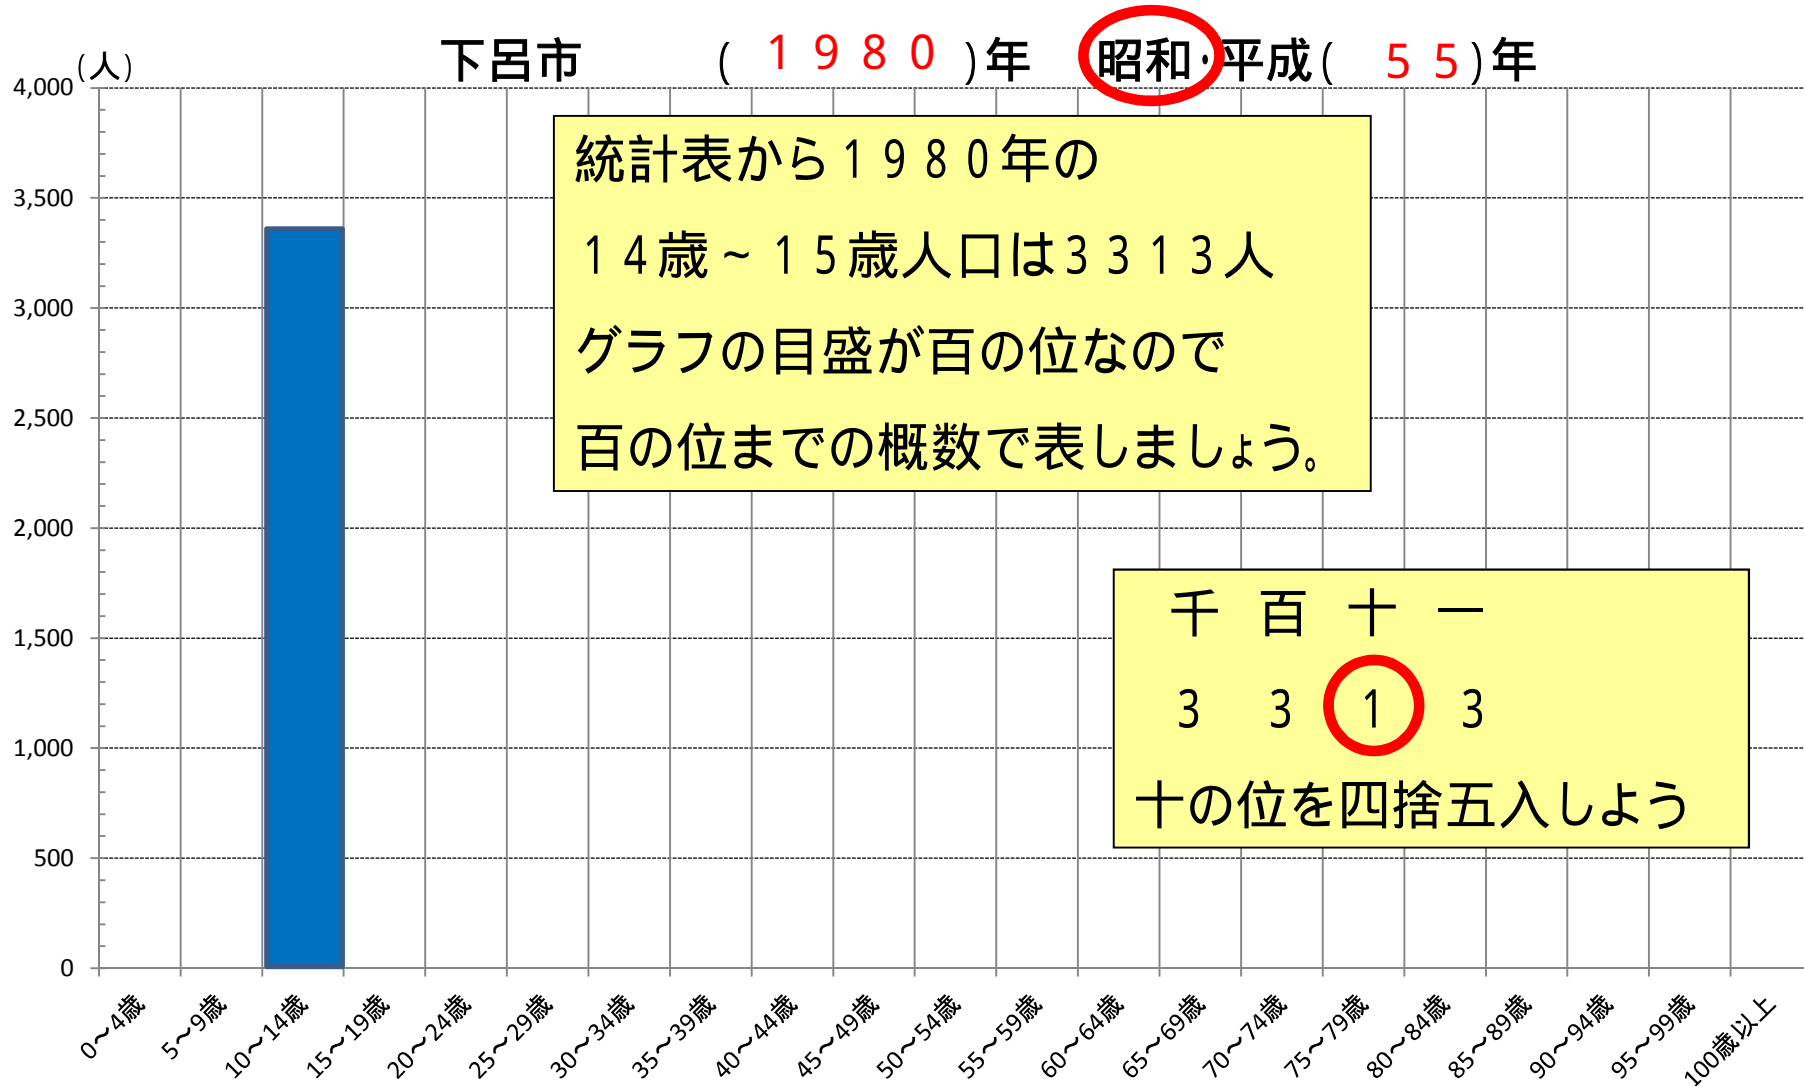 下呂市 (1980)年 昭和・平成(55)年
(人)
4,000
3,500
3,000
2,500
2,000
1,500
1,000
500
0
統計表から1980年の
14歳~15歳人口は3313人
グラフの目盛が百の位なので
百の位までの概数で表しましょう。
千 百 十 一
3 3 1 3
十の位を四捨五入しよう
0～4歳
5～9歳
10～14歳
15～19歳
20～24歳
25～29歳
30～34歳
35～39歳
40～44歳
45～49歳
50～54歳
55～59歳
60～64歳
65～69歳
70～74歳
75～79歳
80～84歳
85～89歳
90～94歳
95～99歳
100歳以上